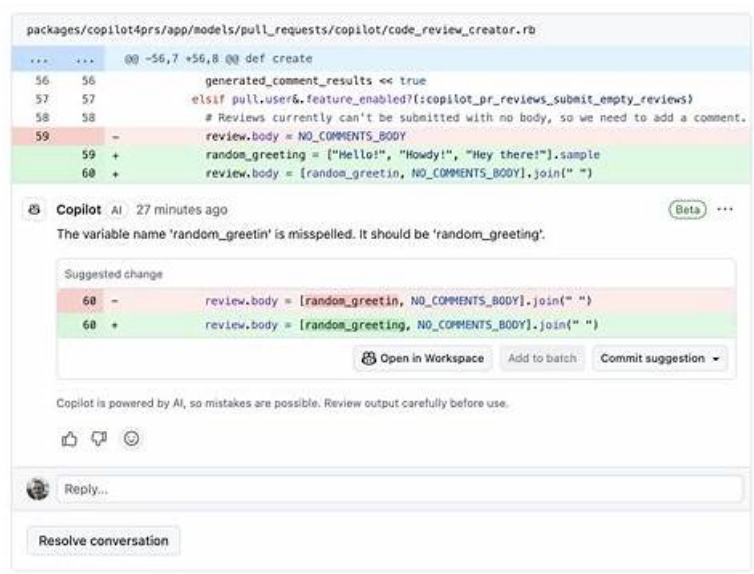 packages/copilot4prs/app/models/pull_requests/copilot/code_review_creator.rb
... ... @@ -56,7 +56,8 @@ def create
56 56 generated_comment_results << true
57 57 elsif pull.user&.feature_enabled?(:copilot_pr_reviews_submit_empty_reviews)
58 58 # Reviews currently can't be submitted with no body, so we need to add a comment.
59 - review.body = NO_COMMENTS_BODY
59 + random_greeting = ["Hello!", "Howdy!", "Hey there!"].sample
60 + review.body = [random_greetin, NO_COMMENTS_BODY].join(" ")
Copilot AI 27 minutes ago Beta ...
The variable name 'random_greetin' is misspelled. It should be 'random_greeting'.
Suggested change
60 - review.body = [random_greetin, NO_COMMENTS_BODY].join(" ")
60 + review.body = [random_greeting, NO_COMMENTS_BODY].join(" ")
Open in Workspace Add to batch Commit suggestion
Copilot is powered by AI, so mistakes are possible. Review output carefully before use.
Reply...
Resolve conversation